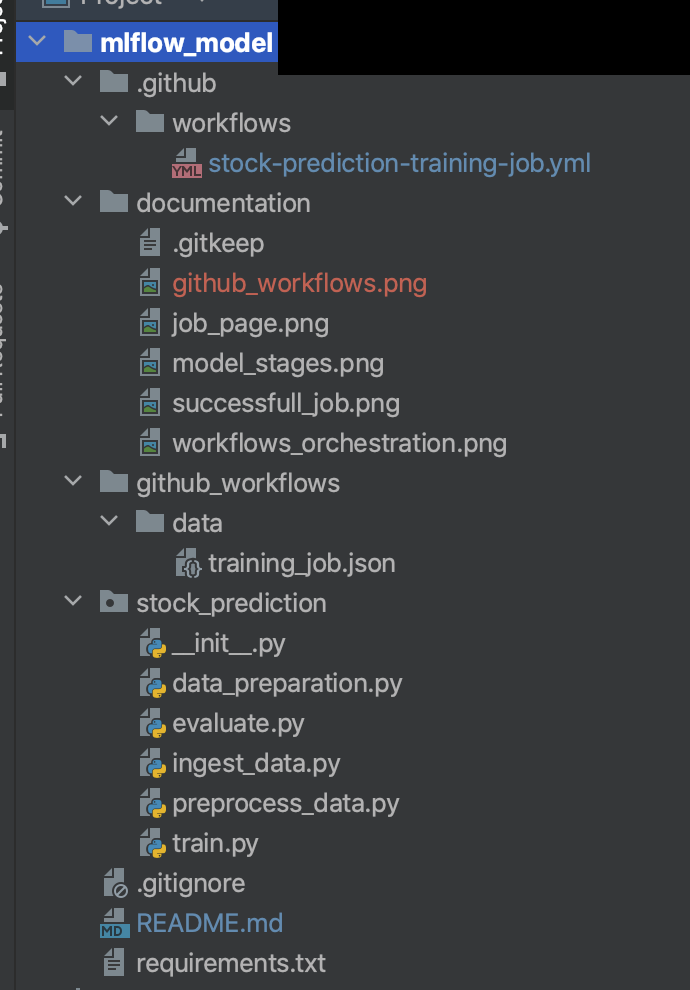 Project
mlflow_model
.github
workflows
YML stock-prediction-training-job.yml
documentation
.gitkeep
github_workflows.png
job_page.png
model_stages.png
successfull_job.png
workflows_orchestration.png
github_workflows
data
training_job.json
stock_prediction
__init__.py
data_preparation.py
evaluate.py
ingest_data.py
preprocess_data.py
train.py
.gitignore
MD README.md
requirements.txt